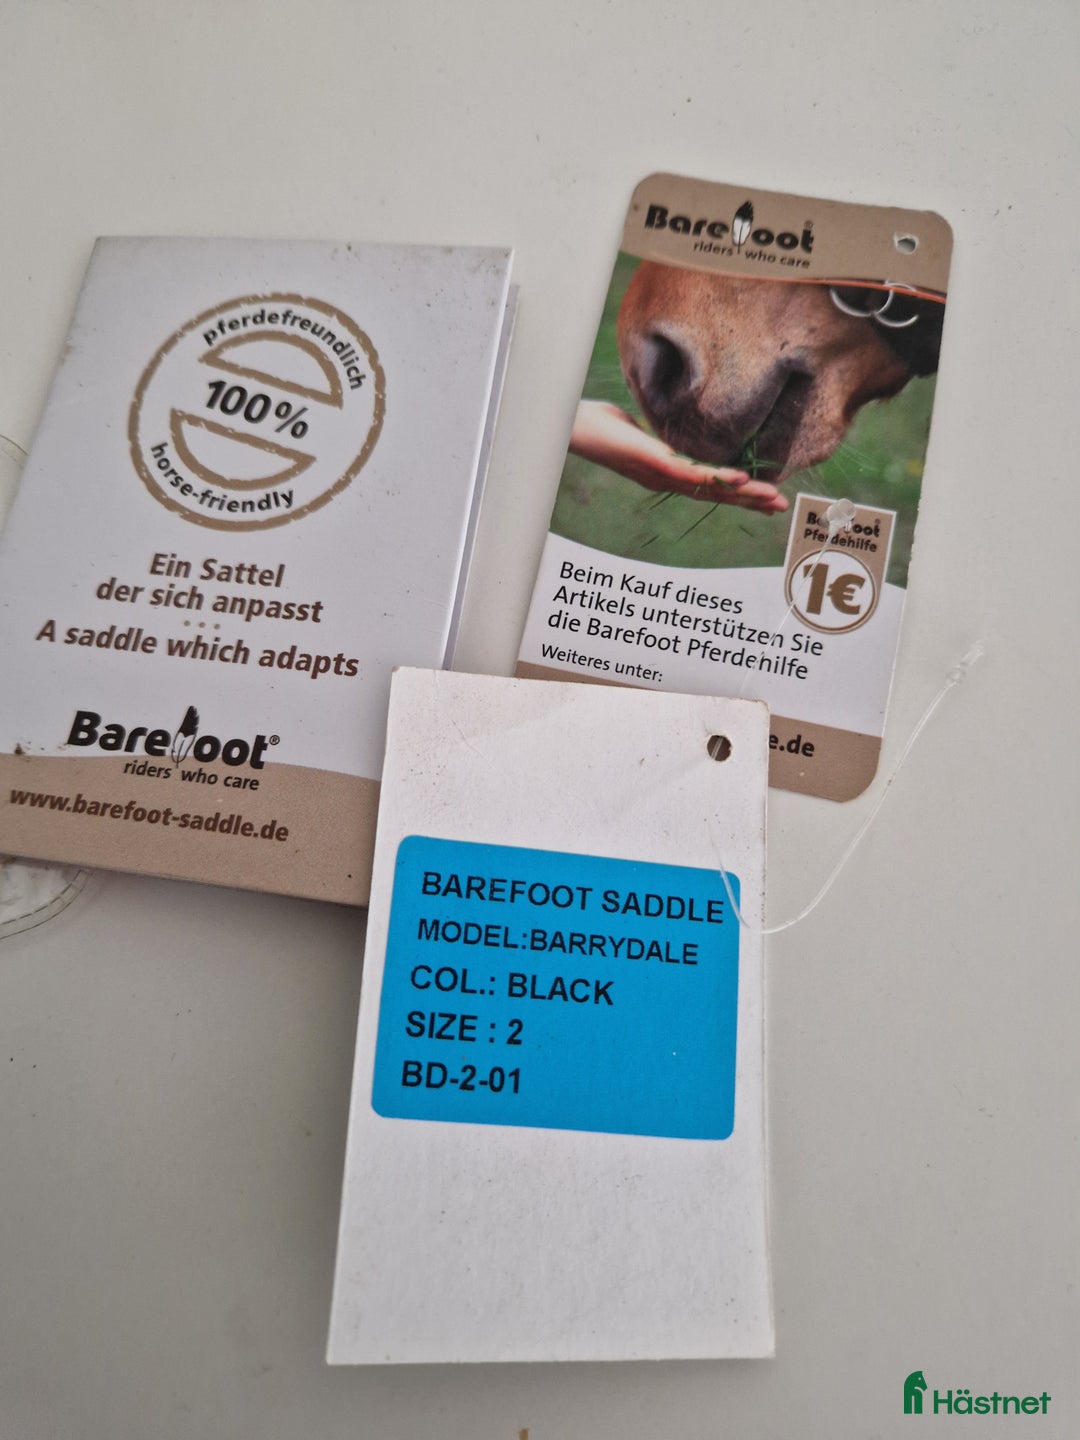 pferdefreundlich
100%
horse-friendly
Ein Sattel
der sich anpasst
A saddle which adapts
Barefoot®
riders who care
www.barefoot-saddle.de
Barefoot®
riders who care
Barefoot®
Pferdehilfe
1€
Beim Kauf dieses
Artikels unterstützen Sie
die Barefoot Pferdehilfe
Weiteres unter:
e.de
BAREFOOT SADDLE
MODEL:BARRYDALE
COL.: BLACK
SIZE : 2
BD-2-01
Hästnet